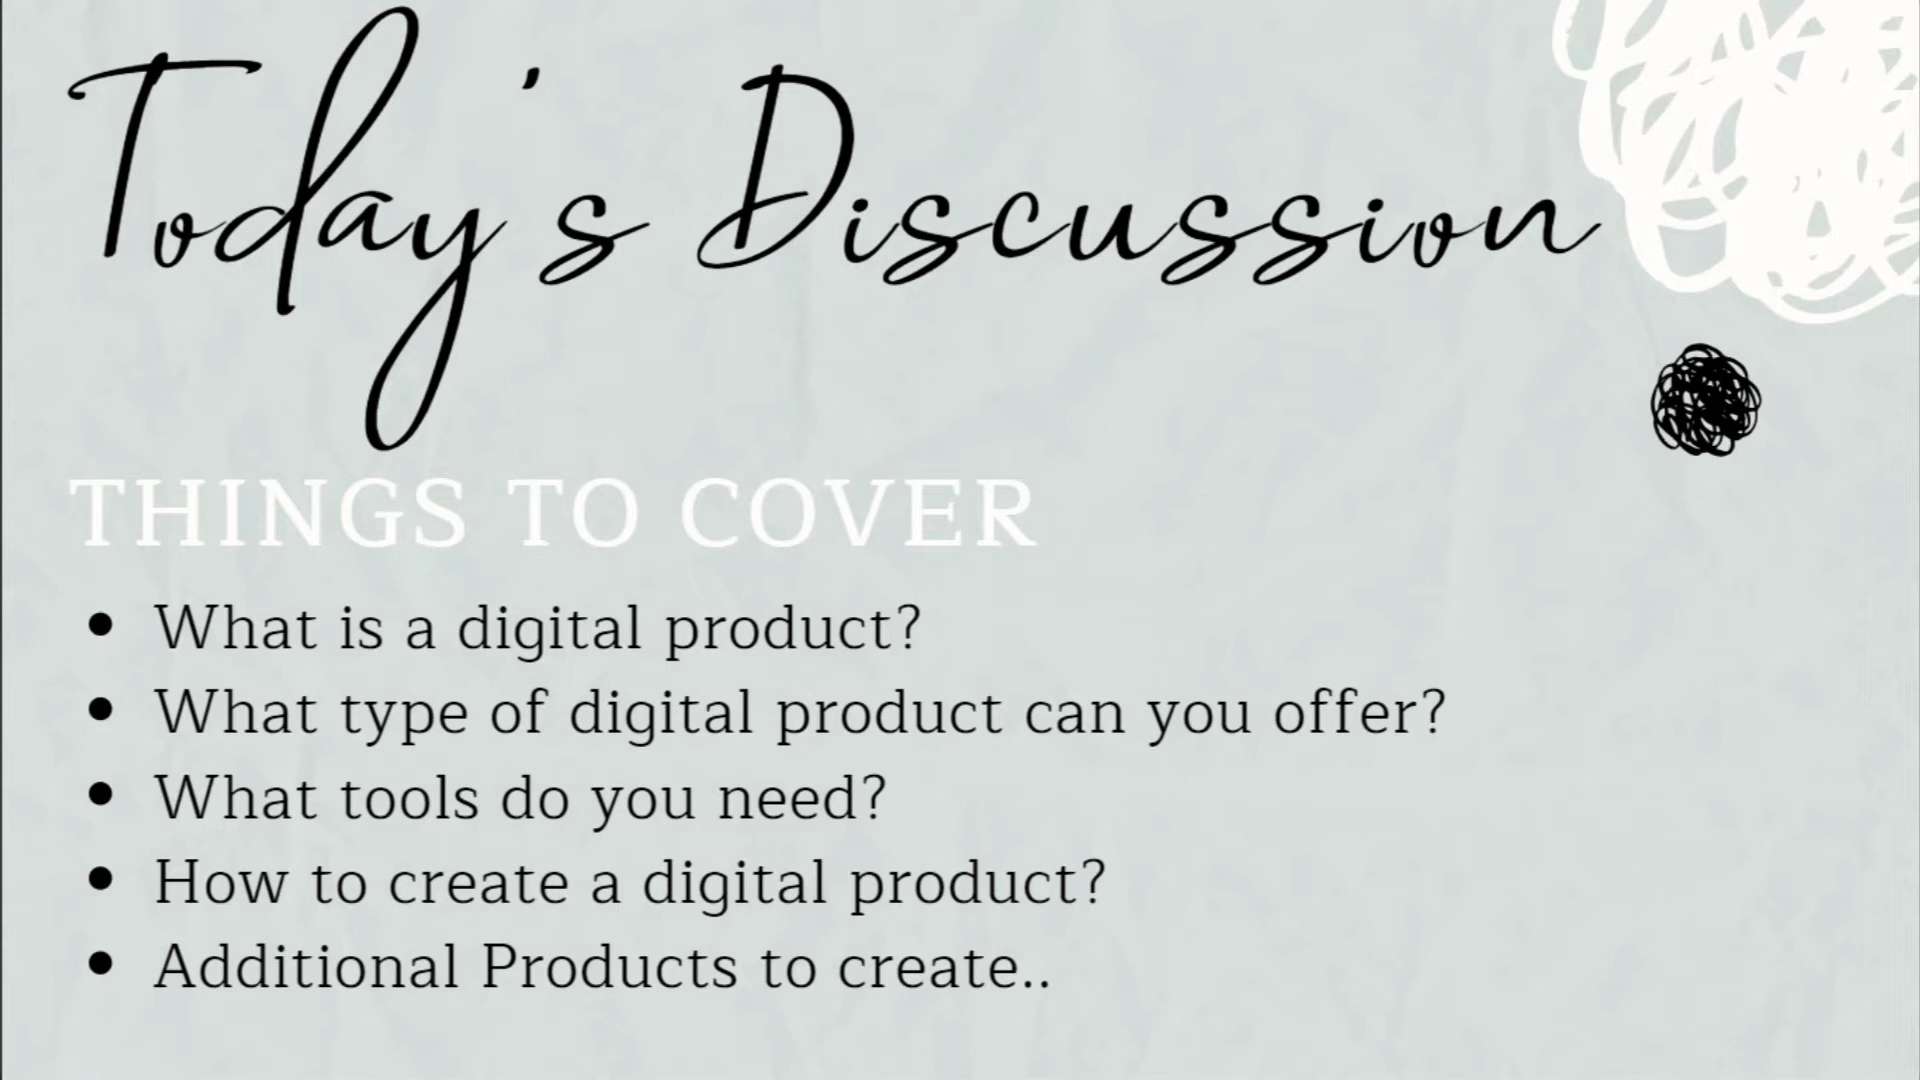 Today's Discussion
THINGS TO COVER
• What is a digital product?
• What type of digital product can you offer?
• What tools do you need?
• How to create a digital product?
• Additional Products to create..